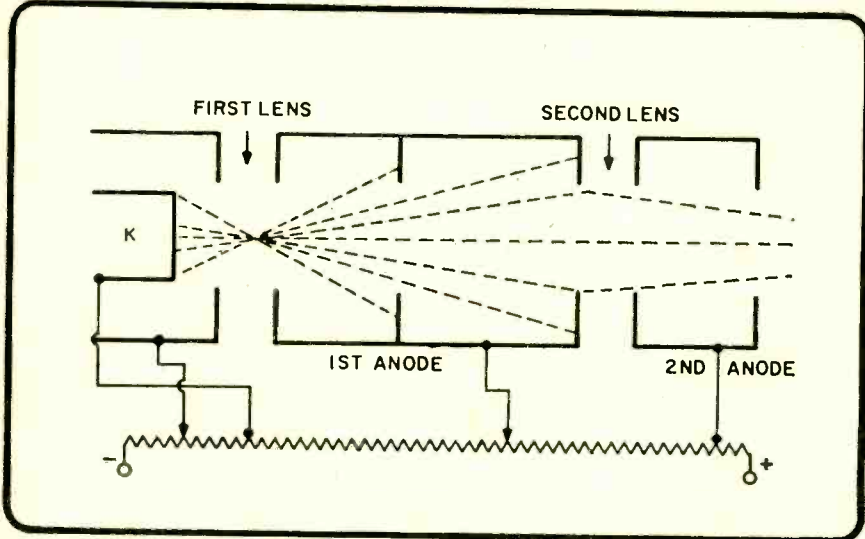 FIRST LENS
SECOND LENS
K
1ST ANODE
2ND ANODE
- +